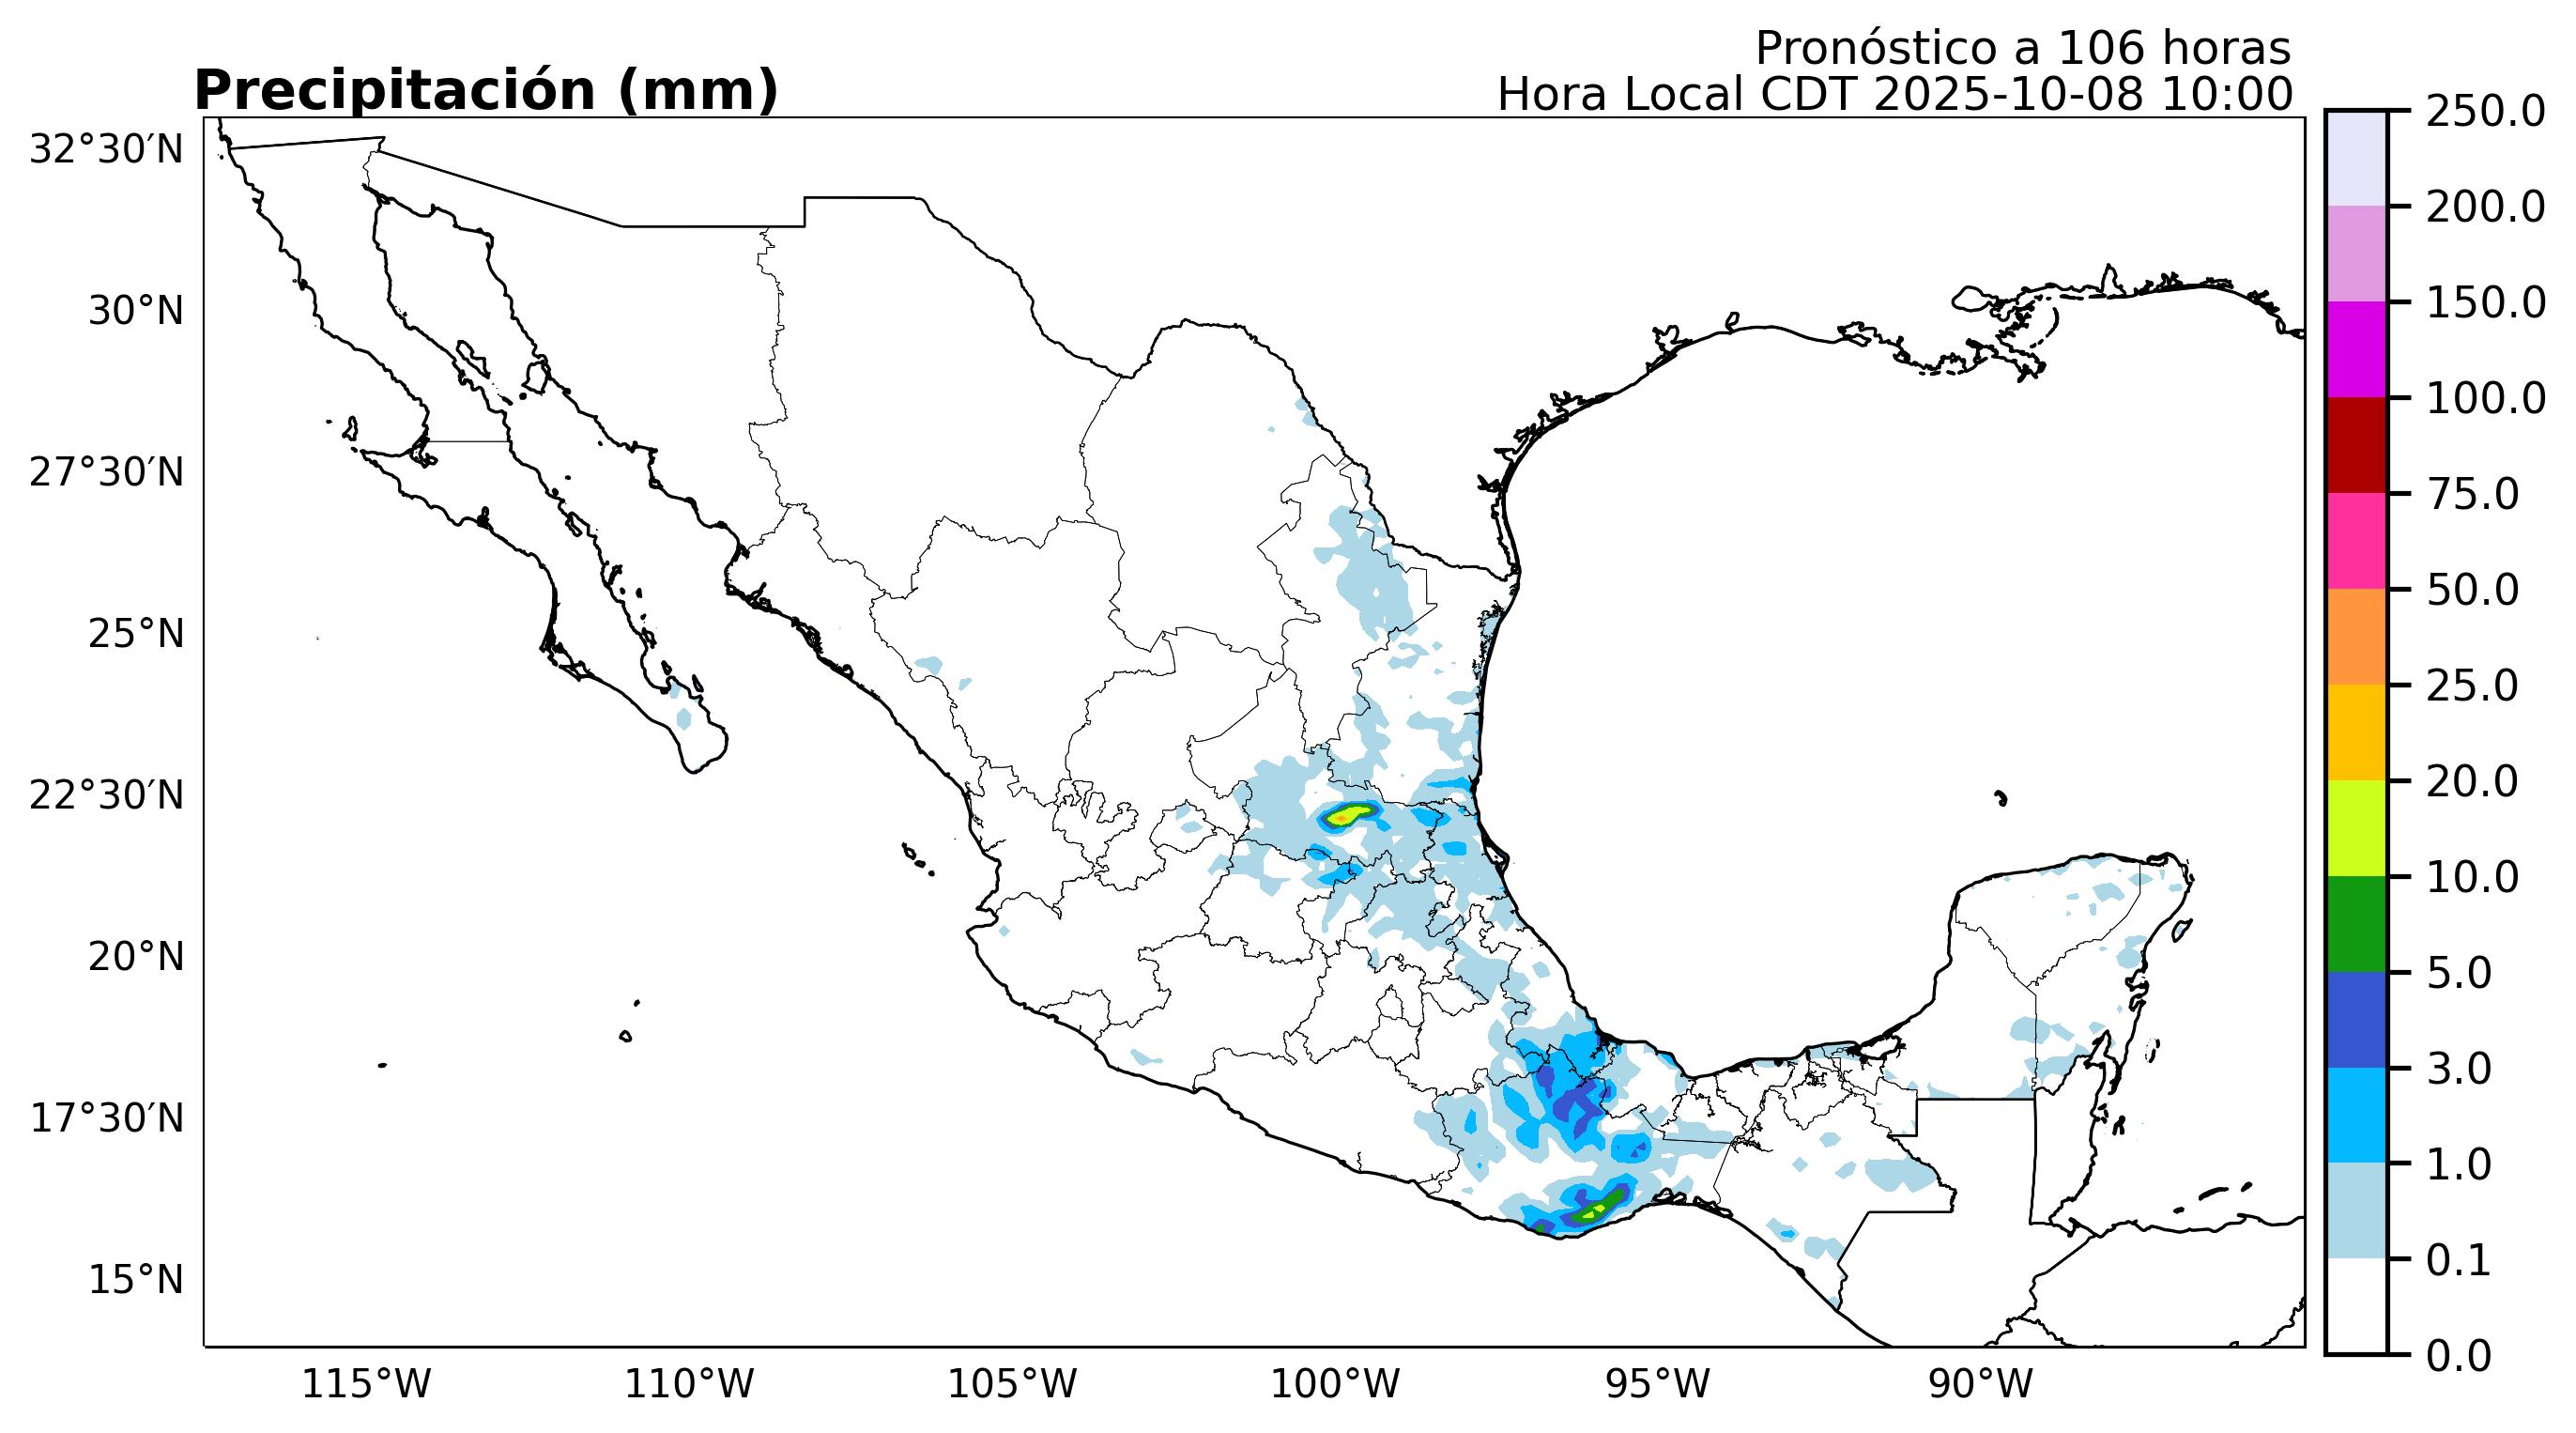 Pronóstico a 106 horas
Precipitación (mm)
Hora Local CDT 2025-10-08 10:00
32°30′N
30°N
27°30′N
25°N
22°30′N
20°N
17°30′N
15°N
115°W
110°W
105°W
100°W
95°W
90°W
250.0
200.0
150.0
100.0
75.0
50.0
25.0
20.0
10.0
5.0
3.0
1.0
0.1
0.0